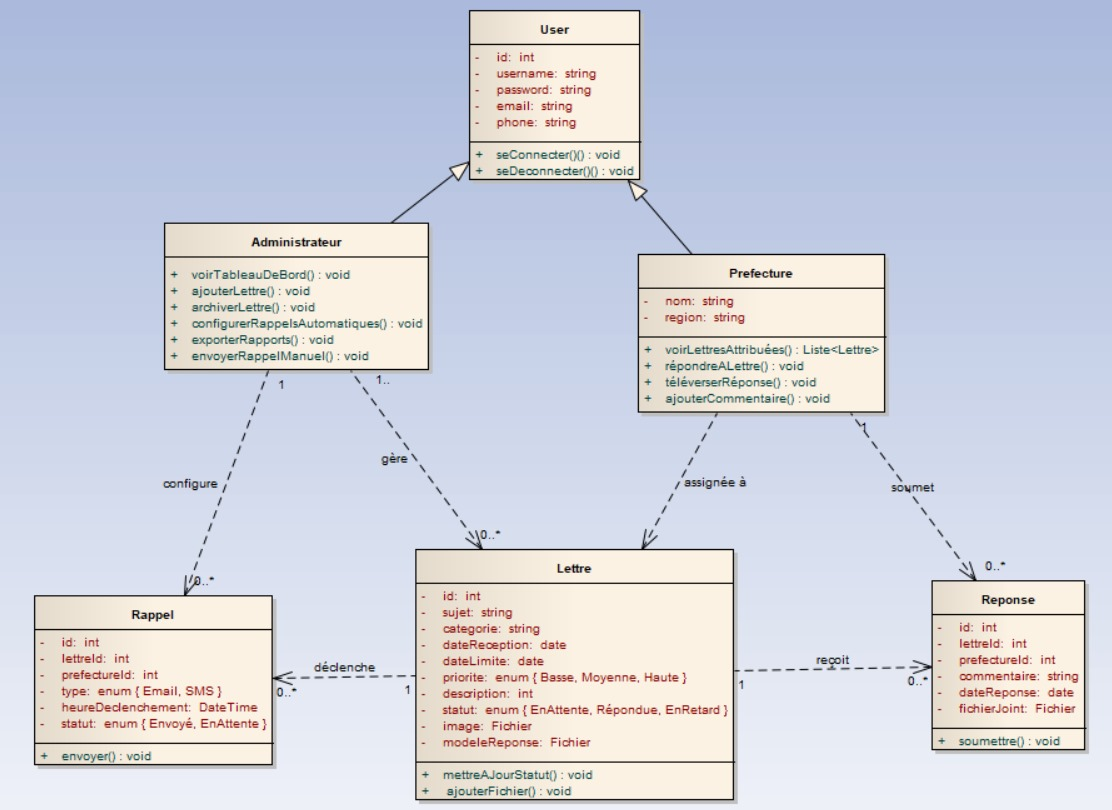 User
- id: int
- username: string
- password: string
- email: string
- phone: string
+ seConnecter()() : void
+ seDeconnecter()() : void
Administrateur
+ voirTableauDeBord() : void
+ ajouterLettre() : void
+ archiverLettre() : void
+ configurerRappelsAutomatiques() : void
+ exporterRapports() : void
+ envoyerRappelManuel() : void
Prefecture
- nom: string
- region: string
+ voirLettresAttribuées() : Liste<Lettre>
+ répondreALettre() : void
+ téléverserRéponse() : void
+ ajouterCommentaire() : void
1
1..
1
configure
gère
assignée à
soumet
0..*
0..*
0..*
Rappel
- id: int
- lettreId: int
- prefectureId: int
- type: enum { Email, SMS }
- heureDeclenchement: DateTime
- statut: enum { Envoyé, EnAttente }
+ envoyer() : void
déclenche
0..*
1
Lettre
- id: int
- sujet: string
- categorie: string
- dateReception: date
- dateLimite: date
- priorite: enum { Basse, Moyenne, Haute }
- description: int
- statut: enum { EnAttente, Répondue, EnRetard }
- image: Fichier
- modeleReponse: Fichier
+ mettreAJourStatut() : void
+ ajouterFichier() : void
reçoit
1
0..*
Reponse
- id: int
- lettreId: int
- prefectureId: int
- commentaire: string
- dateReponse: date
- fichierJoint: Fichier
+ soumettre() : void